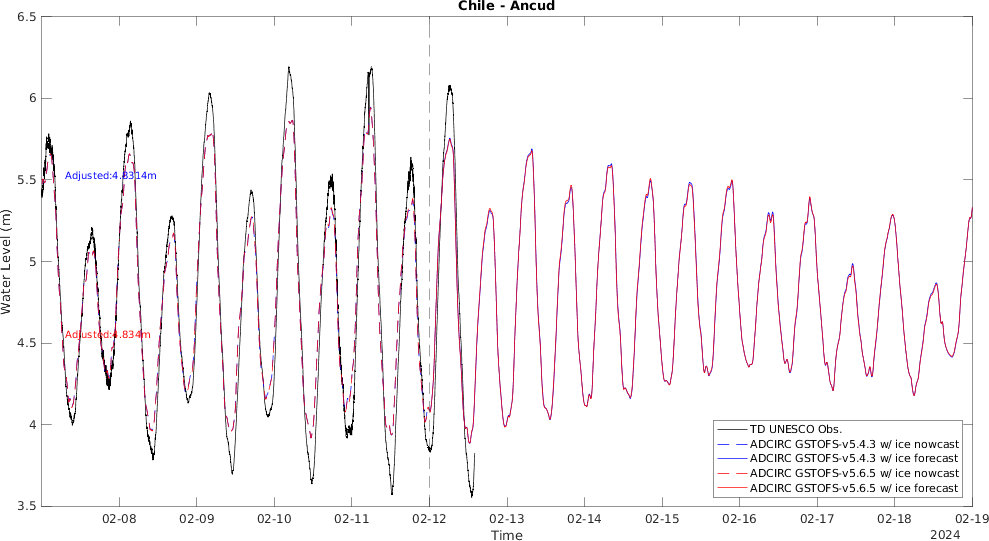 Chile - Ancud
6.5
6
5.5
5
4.5
4
3.5
Water Level (m)
Adjusted:4.8314m
Adjusted:4.834m
TD UNESCO Obs.
ADCIRC GSTOFS-v5.4.3 w/ ice nowcast
ADCIRC GSTOFS-v5.4.3 w/ ice forecast
ADCIRC GSTOFS-v5.6.5 w/ ice nowcast
ADCIRC GSTOFS-v5.6.5 w/ ice forecast
02-08 02-09 02-10 02-11 02-12 02-13 02-14 02-15 02-16 02-17 02-18 02-19
Time
2024